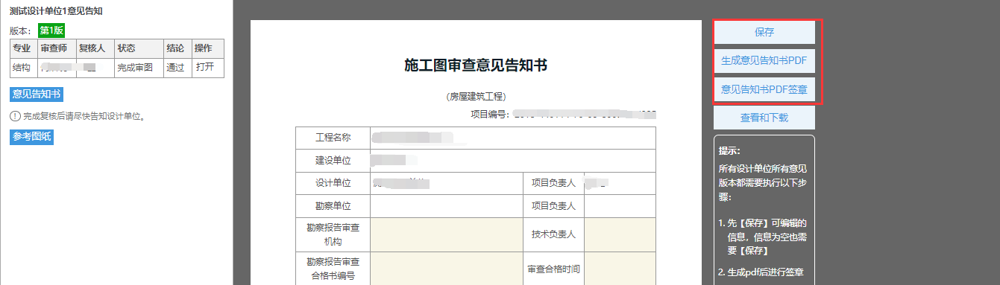 测试设计单位1意见告知
版本: 第1版
专业 审查师 复核人 状态 结论 操作
结构 完成审图 通过 打开
意见告知书
完成复核后请尽快告知设计单位。
参考图纸
施工图审查意见告知书
(房屋建筑工程)
项目编号:
工程名称
建设单位
设计单位 项目负责人
勘察单位 项目负责人
勘察报告审查
机构 技术负责人
勘察报告审查
合格书编号 审查合格时间
保存
生成意见告知书PDF
意见告知书PDF签章
查看和下载
提示:
所有设计单位所有意见
版本都需要执行以下步
骤:
1. 先【保存】可编辑的
信息，信息为空也需
要【保存】
2. 生成pdf后进行签章